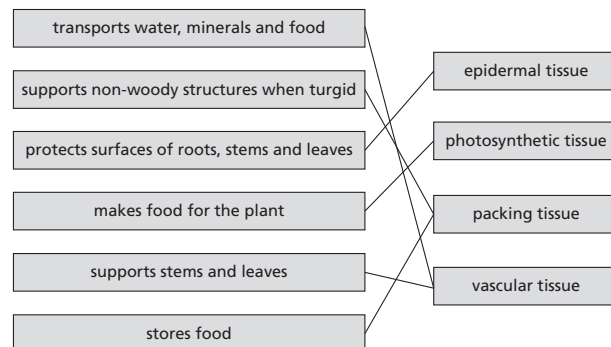 transports water, minerals and food
supports non-woody structures when turgid
protects surfaces of roots, stems and leaves
makes food for the plant
supports stems and leaves
stores food
epidermal tissue
photosynthetic tissue
packing tissue
vascular tissue